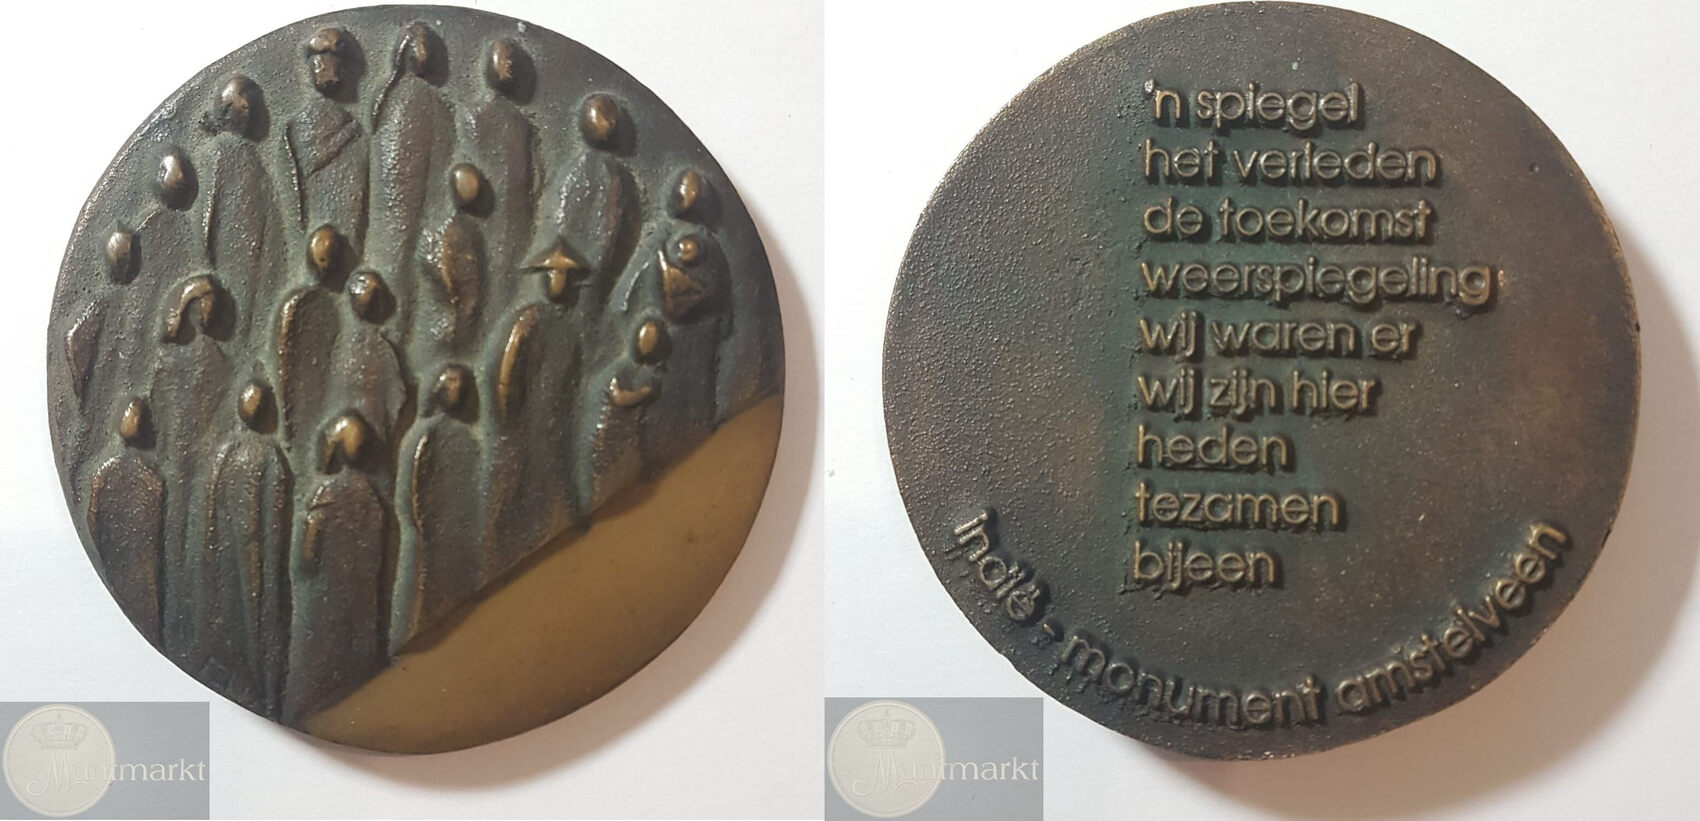 'n spiegel
het verleden
de toekomst
weerspiegeling
wij waren er
wij zijn hier
heden
tezamen
bijeen
indië - monument amstelveen
Muntmarkt
Muntmarkt